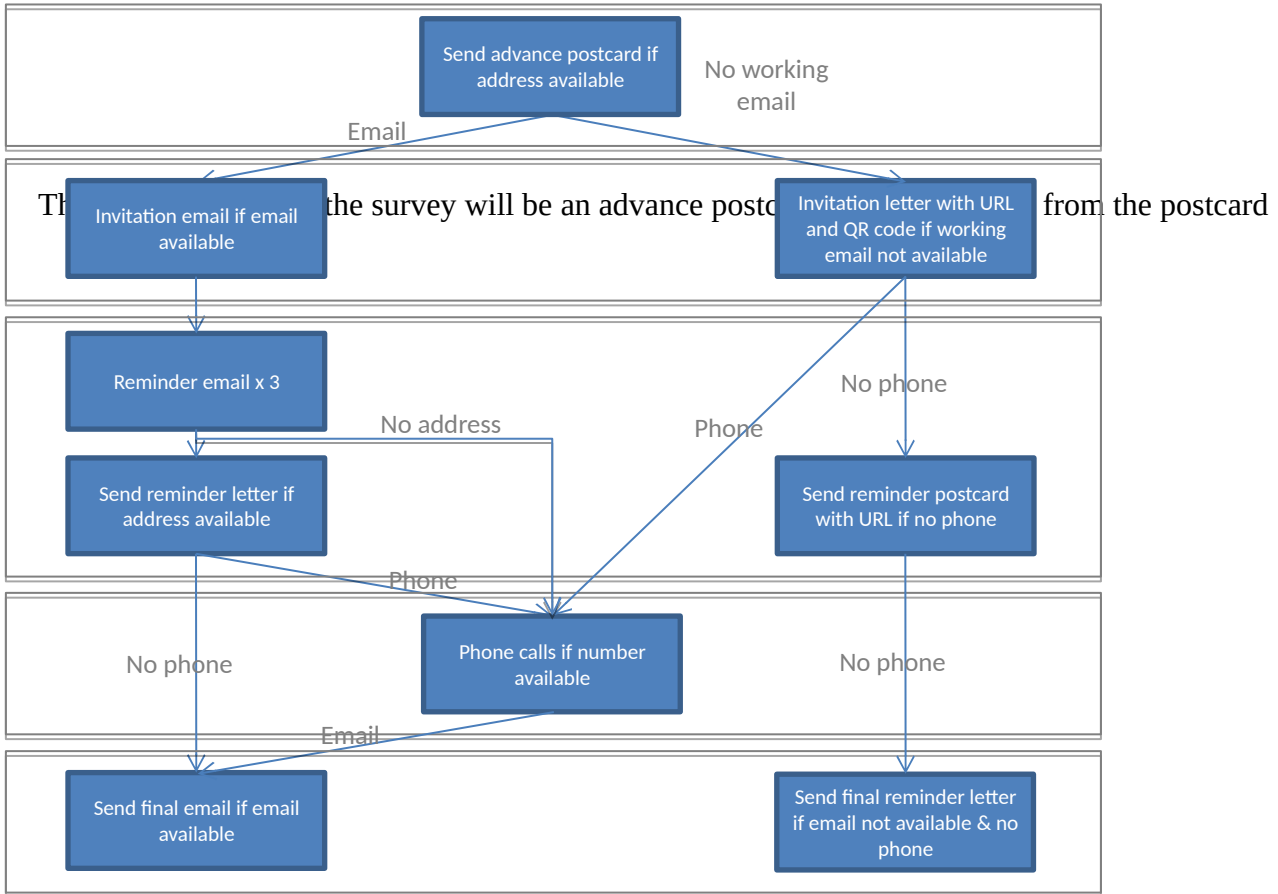 Send advance postcard if
address available
No working
email
Email
Invitation email if email
available
the survey will be an advance
from the postcard
Invitation letter with URL
and QR code if working
email not available
Reminder email x 3
No phone
No address
Phone
Send reminder letter if
address available
Send reminder postcard
with URL if no phone
Phone
Phone calls if number
available
No phone
No phone
Email
Send final email if email
available
Send final reminder letter
if email not available & no
phone